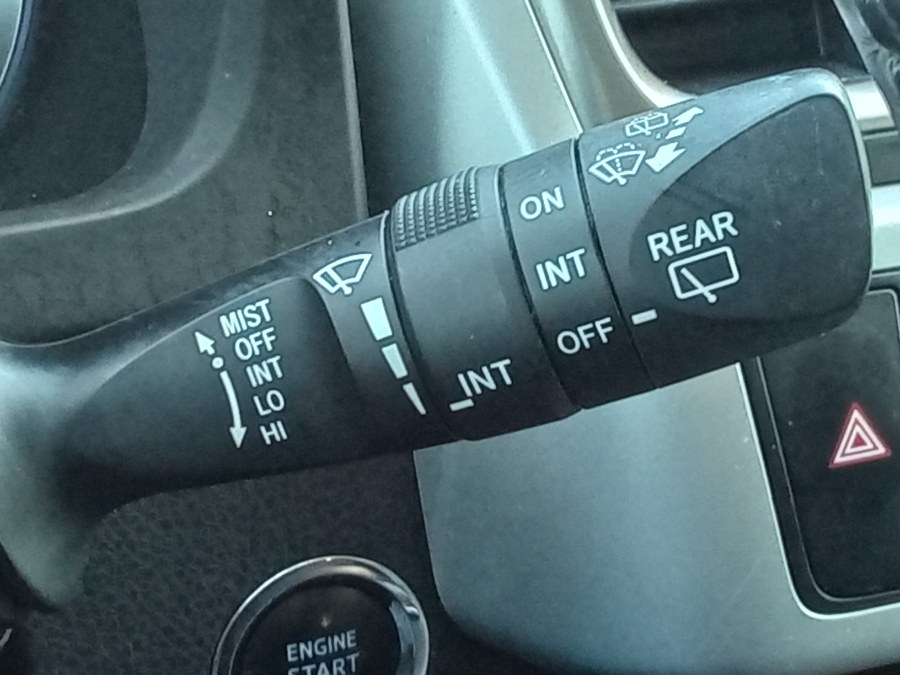 MIST
OFF
INT
LO
HI
INT
ON
INT
OFF
REAR
ENGINE
START